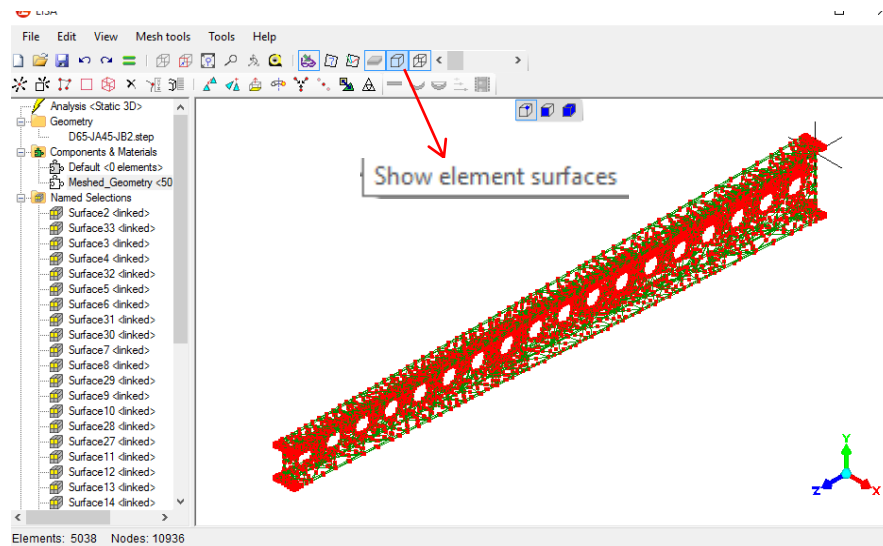 LISA
File Edit View Mesh tools Tools Help
Analysis <Static 3D>
Geometry
D65-JA45-JB2.step
Components & Materials
Default <0 elements>
Meshed_Geometry <50
Named Selections
Surface2 <linked>
Surface33 <linked>
Surface3 <linked>
Surface4 <linked>
Surface32 <linked>
Surface5 <linked>
Surface6 <linked>
Surface31 <linked>
Surface30 <linked>
Surface7 <linked>
Surface8 <linked>
Surface29 <linked>
Surface9 <linked>
Surface10 <linked>
Surface28 <linked>
Surface27 <linked>
Surface11 <linked>
Surface12 <linked>
Surface13 <linked>
Surface14 <linked>
Show element surfaces
Y
Z
X
Elements: 5038 Nodes: 10936